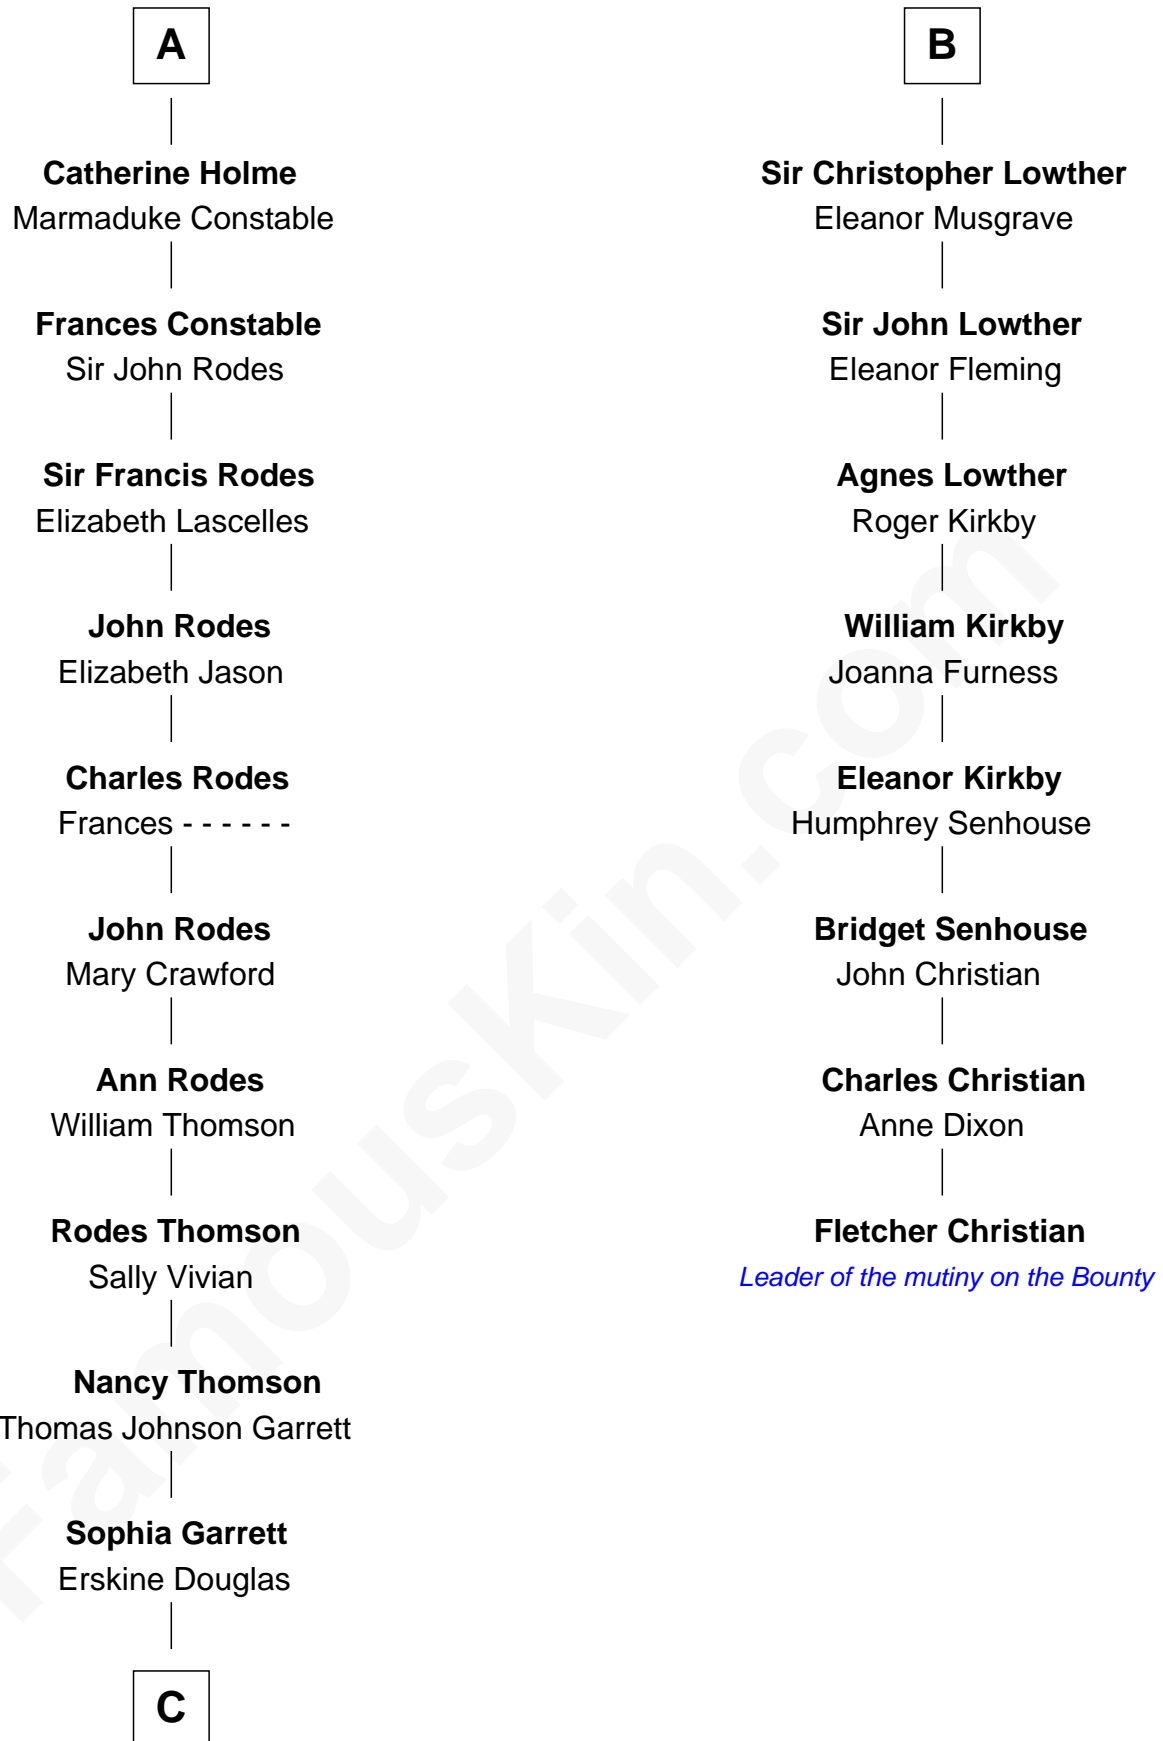 A
Catherine Holme
Marmaduke Constable
Frances Constable
Sir John Rodes
Sir Francis Rodes
Elizabeth Lascelles
John Rodes
Elizabeth Jason
Charles Rodes
Frances - - - - - -
John Rodes
Mary Crawford
Ann Rodes
William Thomson
Rodes Thomson
Sally Vivian
Nancy Thomson
Thomas Johnson Garrett
Sophia Garrett
Erskine Douglas
C
B
Sir Christopher Lowther
Eleanor Musgrave
Sir John Lowther
Eleanor Fleming
Agnes Lowther
Roger Kirkby
William Kirkby
Joanna Furness
Eleanor Kirkby
Humphrey Senhouse
Bridget Senhouse
John Christian
Charles Christian
Anne Dixon
Fletcher Christian
Leader of the mutiny on the Bounty
FamousKin.com